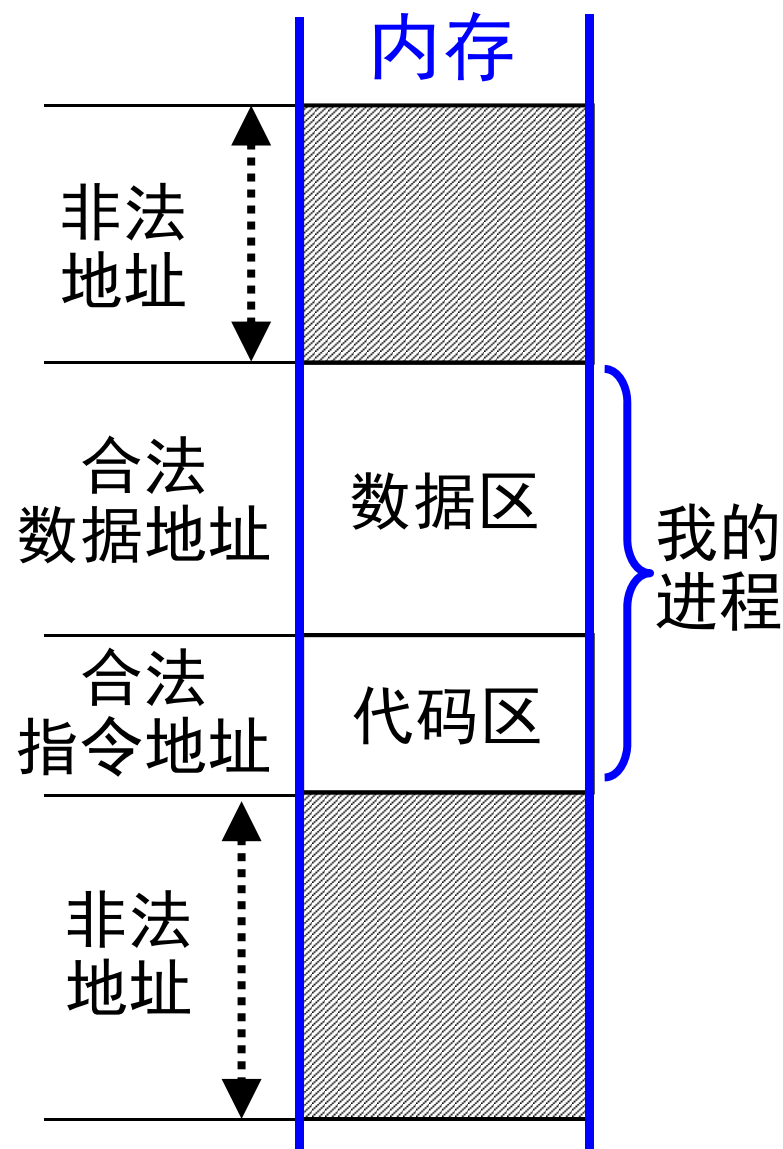 内存
非法
地址
合法
数据地址
数据区
我的
进程
合法
指令地址
代码区
非法
地址